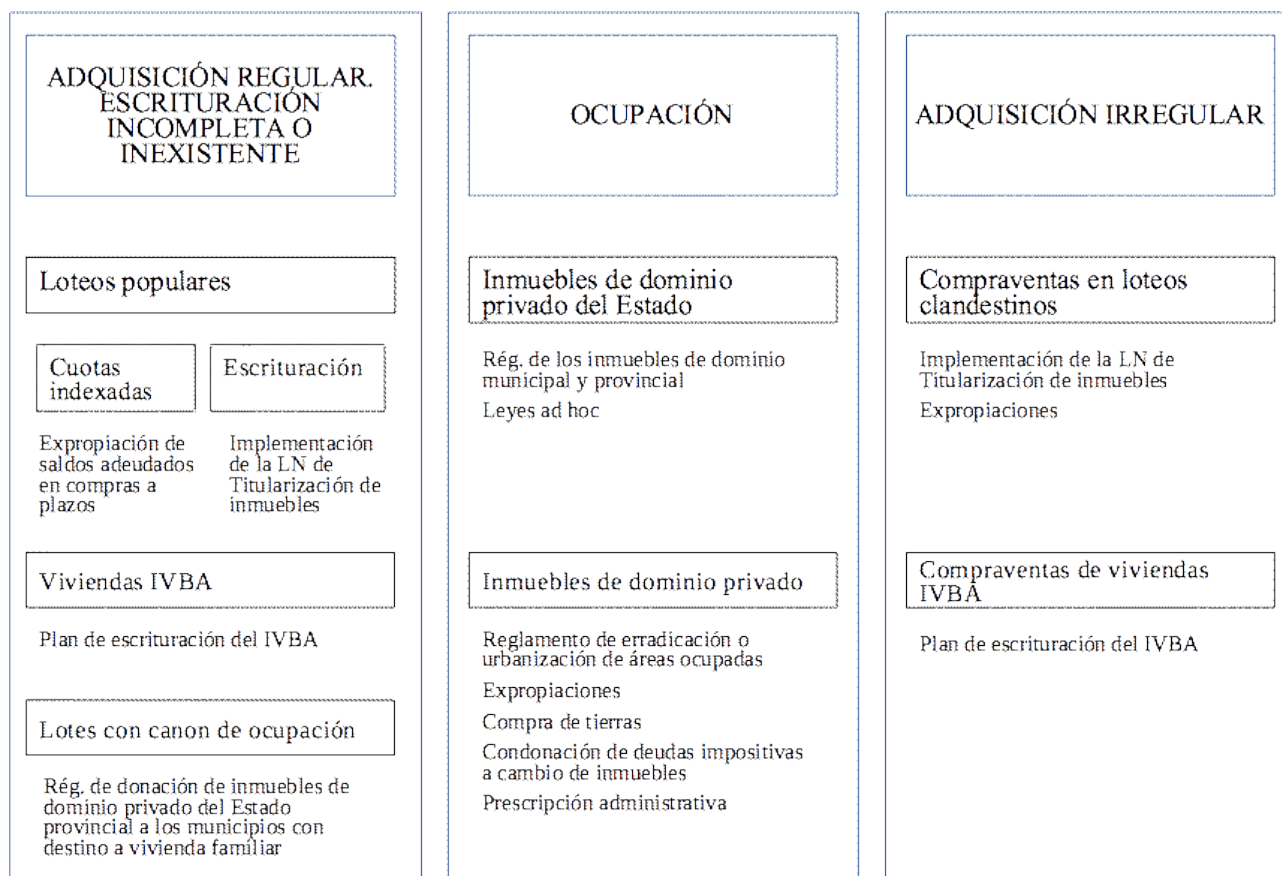 ADQUISICIÓN REGULAR.
ESCRITURACIÓN
INCOMPLETA O
INEXISTENTE
Loteos populares
Cuotas
indexadas
Escrituración
Expropiación de
saldos adeudados
en compras a
plazos
Implementación
de la LN de
Titularización de
inmuebles
Viviendas IVBA
Plan de escrituración del IVBA
Lotes con canon de ocupación
Rég. de donación de inmuebles de
dominio privado del Estado
provincial a los municipios con
destino a vivienda familiar
OCUPACIÓN
Inmuebles de dominio
privado del Estado
Rég. de los inmuebles de dominio
municipal y provincial
Leyes ad hoc
Inmuebles de dominio privado
Reglamento de erradicación o
urbanización de áreas ocupadas
Expropiaciones
Compra de tierras
Condonación de deudas impositivas
a cambio de inmuebles
Prescripción administrativa
ADQUISICIÓN IRREGULAR
Compraventas en loteos
clandestinos
Implementación de la LN de
Titularización de inmuebles
Expropiaciones
Compraventas de viviendas
IVBA
Plan de escrituración del IVBA